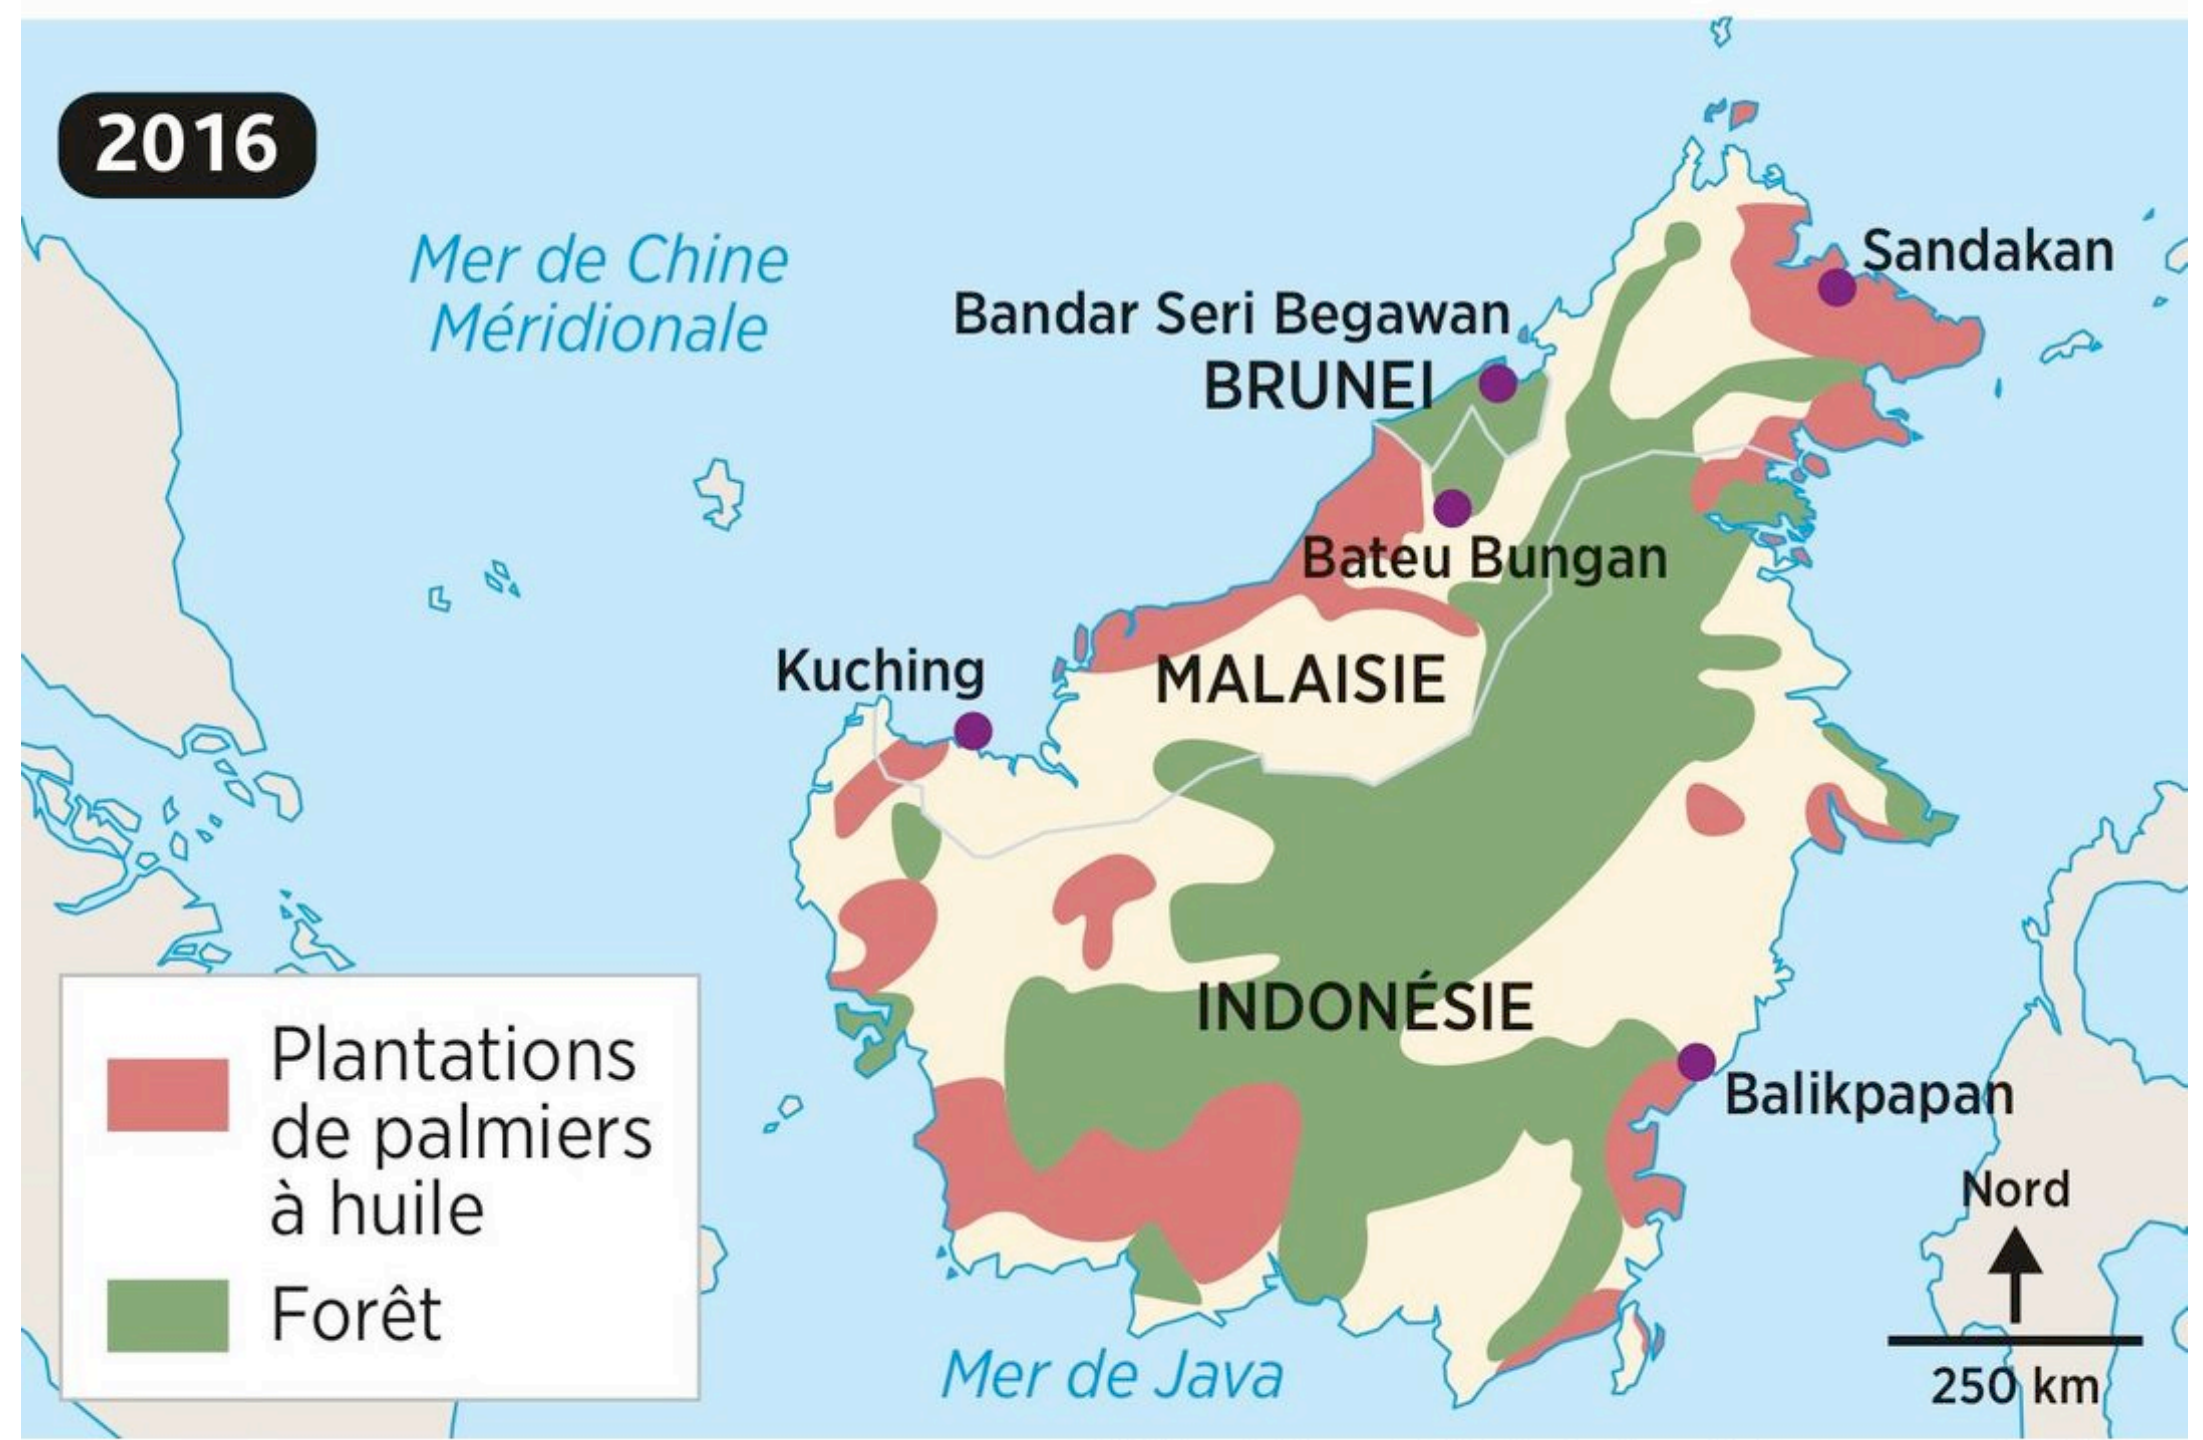 2016
Mer de Chine
Méridionale
Sandakan
Bandar Seri Begawan
BRUNEI
Bateu Bungan
Kuching
MALAISIE
INDONÉSIE
Balikpapan
Plantations
de palmiers
à huile
Forêt
Mer de Java
Nord
250 km